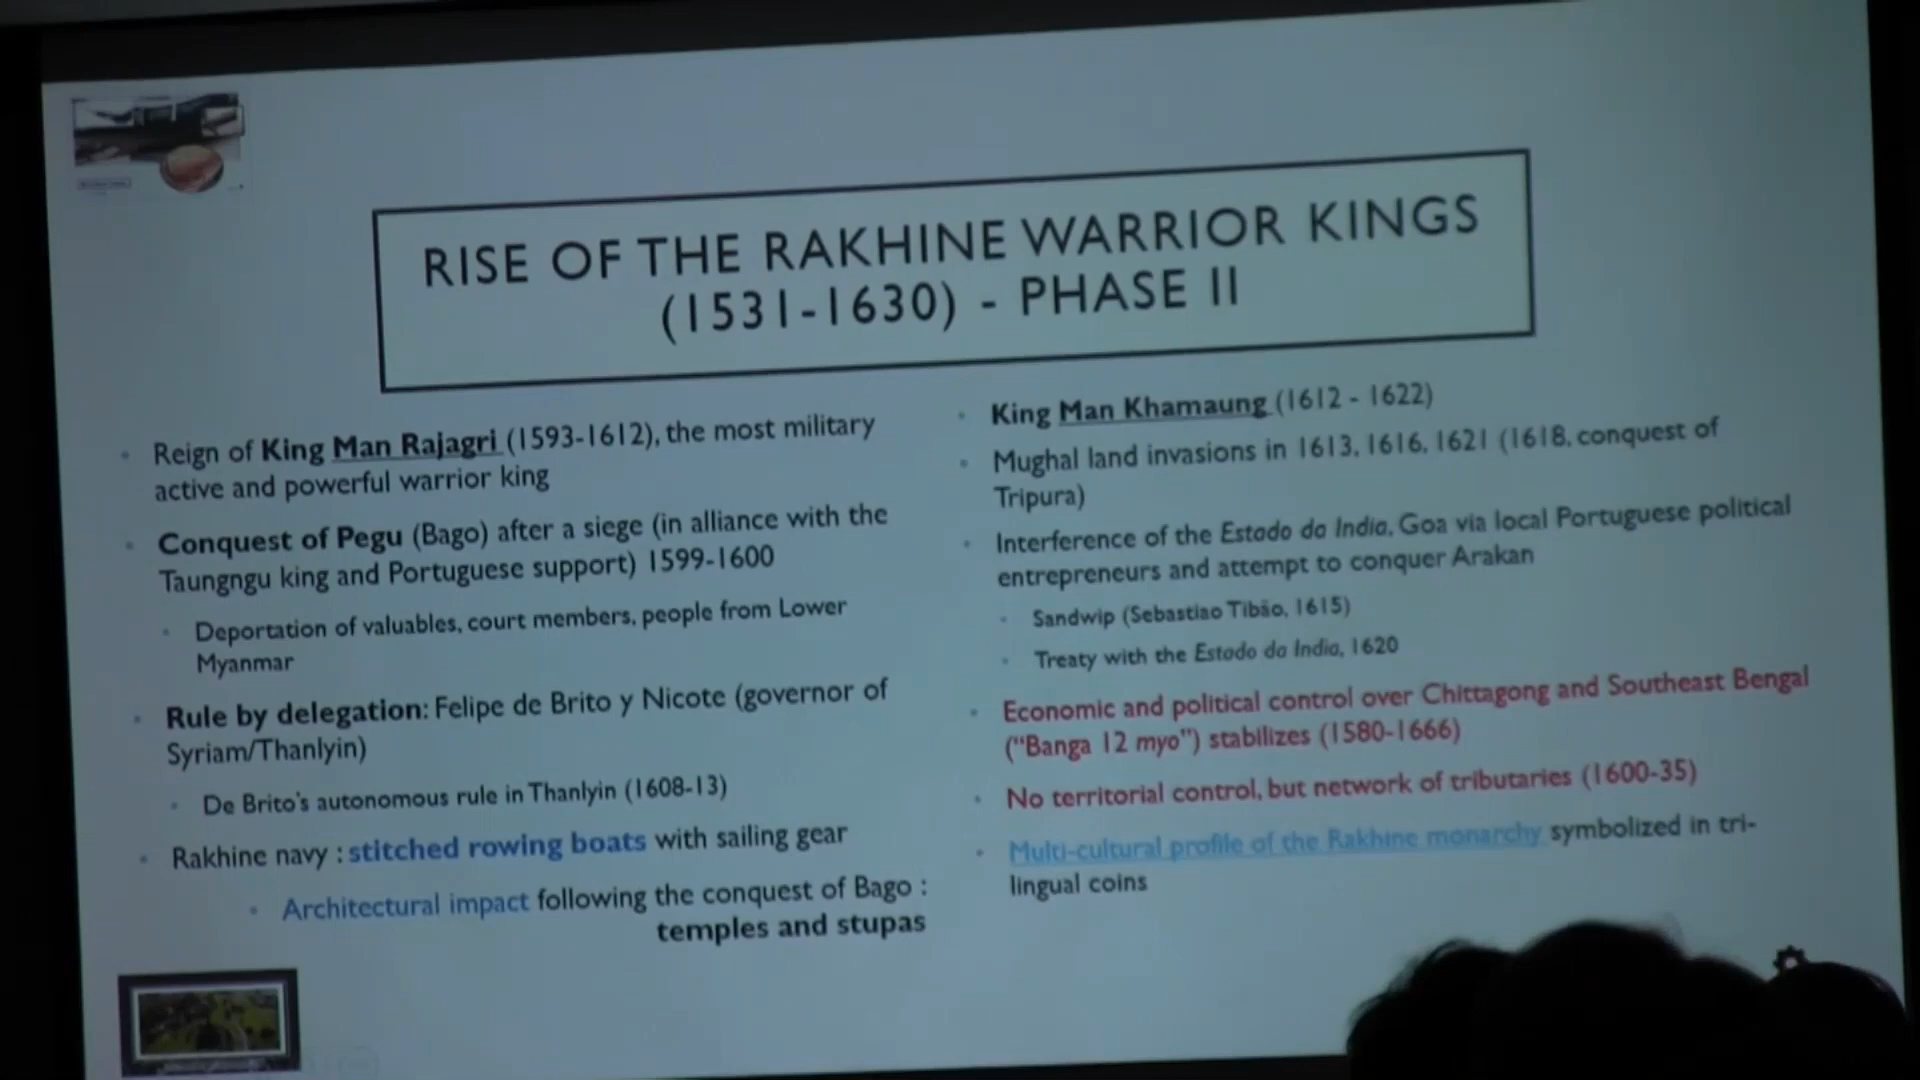 RISE OF THE RAKHINE WARRIOR KINGS
(1531-1630) - PHASE II
Reign of King Man Rajagri (1593-1612), the most military
active and powerful warrior king
Conquest of Pegu (Bago) after a siege (in alliance with the
Taungngu king and Portuguese support) 1599-1600
Deportation of valuables, court members, people from Lower
Myanmar
Rule by delegation: Felipe de Brito y Nicote (governor of
Syriam/Thanlyin)
De Brito's autonomous rule in Thanlyin (1608-13)
Rakhine navy : stitched rowing boats with sailing gear
Architectural impact following the conquest of Bago :
temples and stupas
King Man Khamaung (1612 - 1622)
Mughal land invasions in 1613, 1616, 1621 (1618, conquest of
Tripura)
Interference of the Estado da India, Goa via local Portuguese political
entrepreneurs and attempt to conquer Arakan
Sandwip (Sebastiao Tibão, 1615)
Treaty with the Estado da India, 1620
Economic and political control over Chittagong and Southeast Bengal
("Banga 12 myo") stabilizes (1580-1666)
No territorial control, but network of tributaries (1600-35)
Multi-cultural profile of the Rakhine monarchy symbolized in tri-
lingual coins